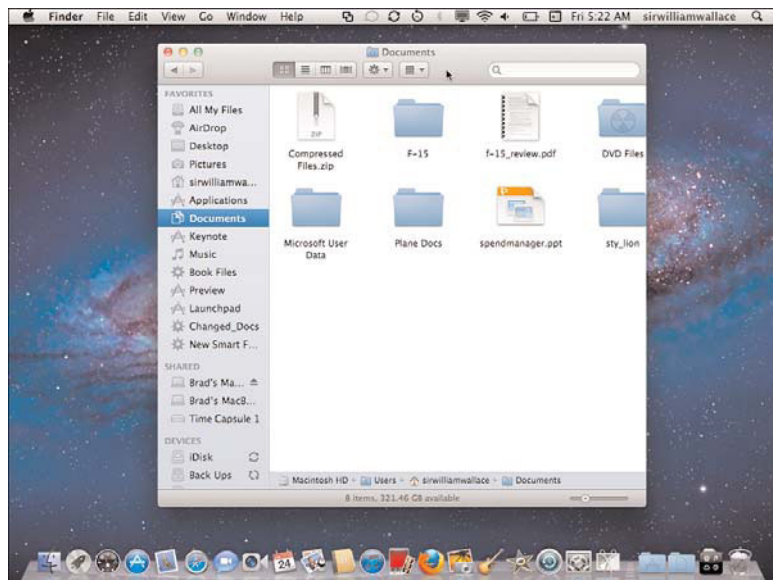 Finder File Edit View Go Window Help Fri 5:22 AM sirwilliamwallace
Documents
FAVORITES
All My Files
AirDrop
Desktop
Pictures
sirwilliamwa...
Applications
Documents
Keynote
Music
Book Files
Preview
Launchpad
Changed_Docs
New Smart F...
SHARED
Brad's Ma...
Brad's MacB...
Time Capsule 1
DEVICES
iDisk
Back Ups
ZIP
Compressed
Files.zip
F-15
f-15_review.pdf
DVD Files
Microsoft User
Data
Plane Docs
spendmanager.ppt
sty_lion
Macintosh HD Users sirwilliamwallace Documents
8 items, 321.46 GB available
24